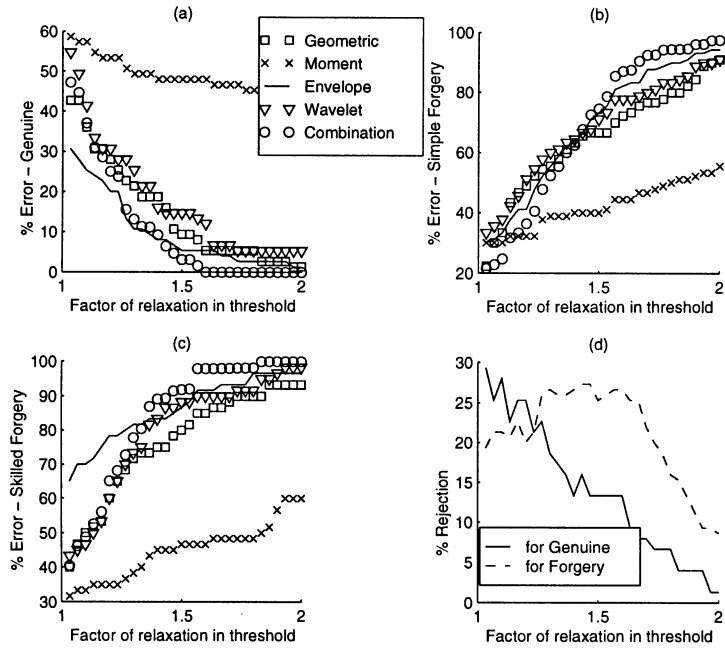 (a)
60
50
40
30
20
10
0
1
1.5
2
% Error – Genuine
Factor of relaxation in threshold
Geometric
Moment
Envelope
Wavelet
Combination
(b)
100
80
60
40
20
1
1.5
2
% Error – Simple Forgery
Factor of relaxation in threshold
(c)
100
90
80
70
60
50
40
30
1
1.5
2
% Error – Skilled Forgery
Factor of relaxation in threshold
(d)
30
25
20
15
10
5
0
1
1.5
2
% Rejection
for Genuine
for Forgery
Factor of relaxation in threshold